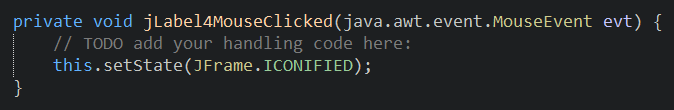 private void jLabel4MouseClicked(java.awt.event.MouseEvent evt) {
    // TODO add your handling code here:
    this.setState(JFrame.ICONIFIED);
}